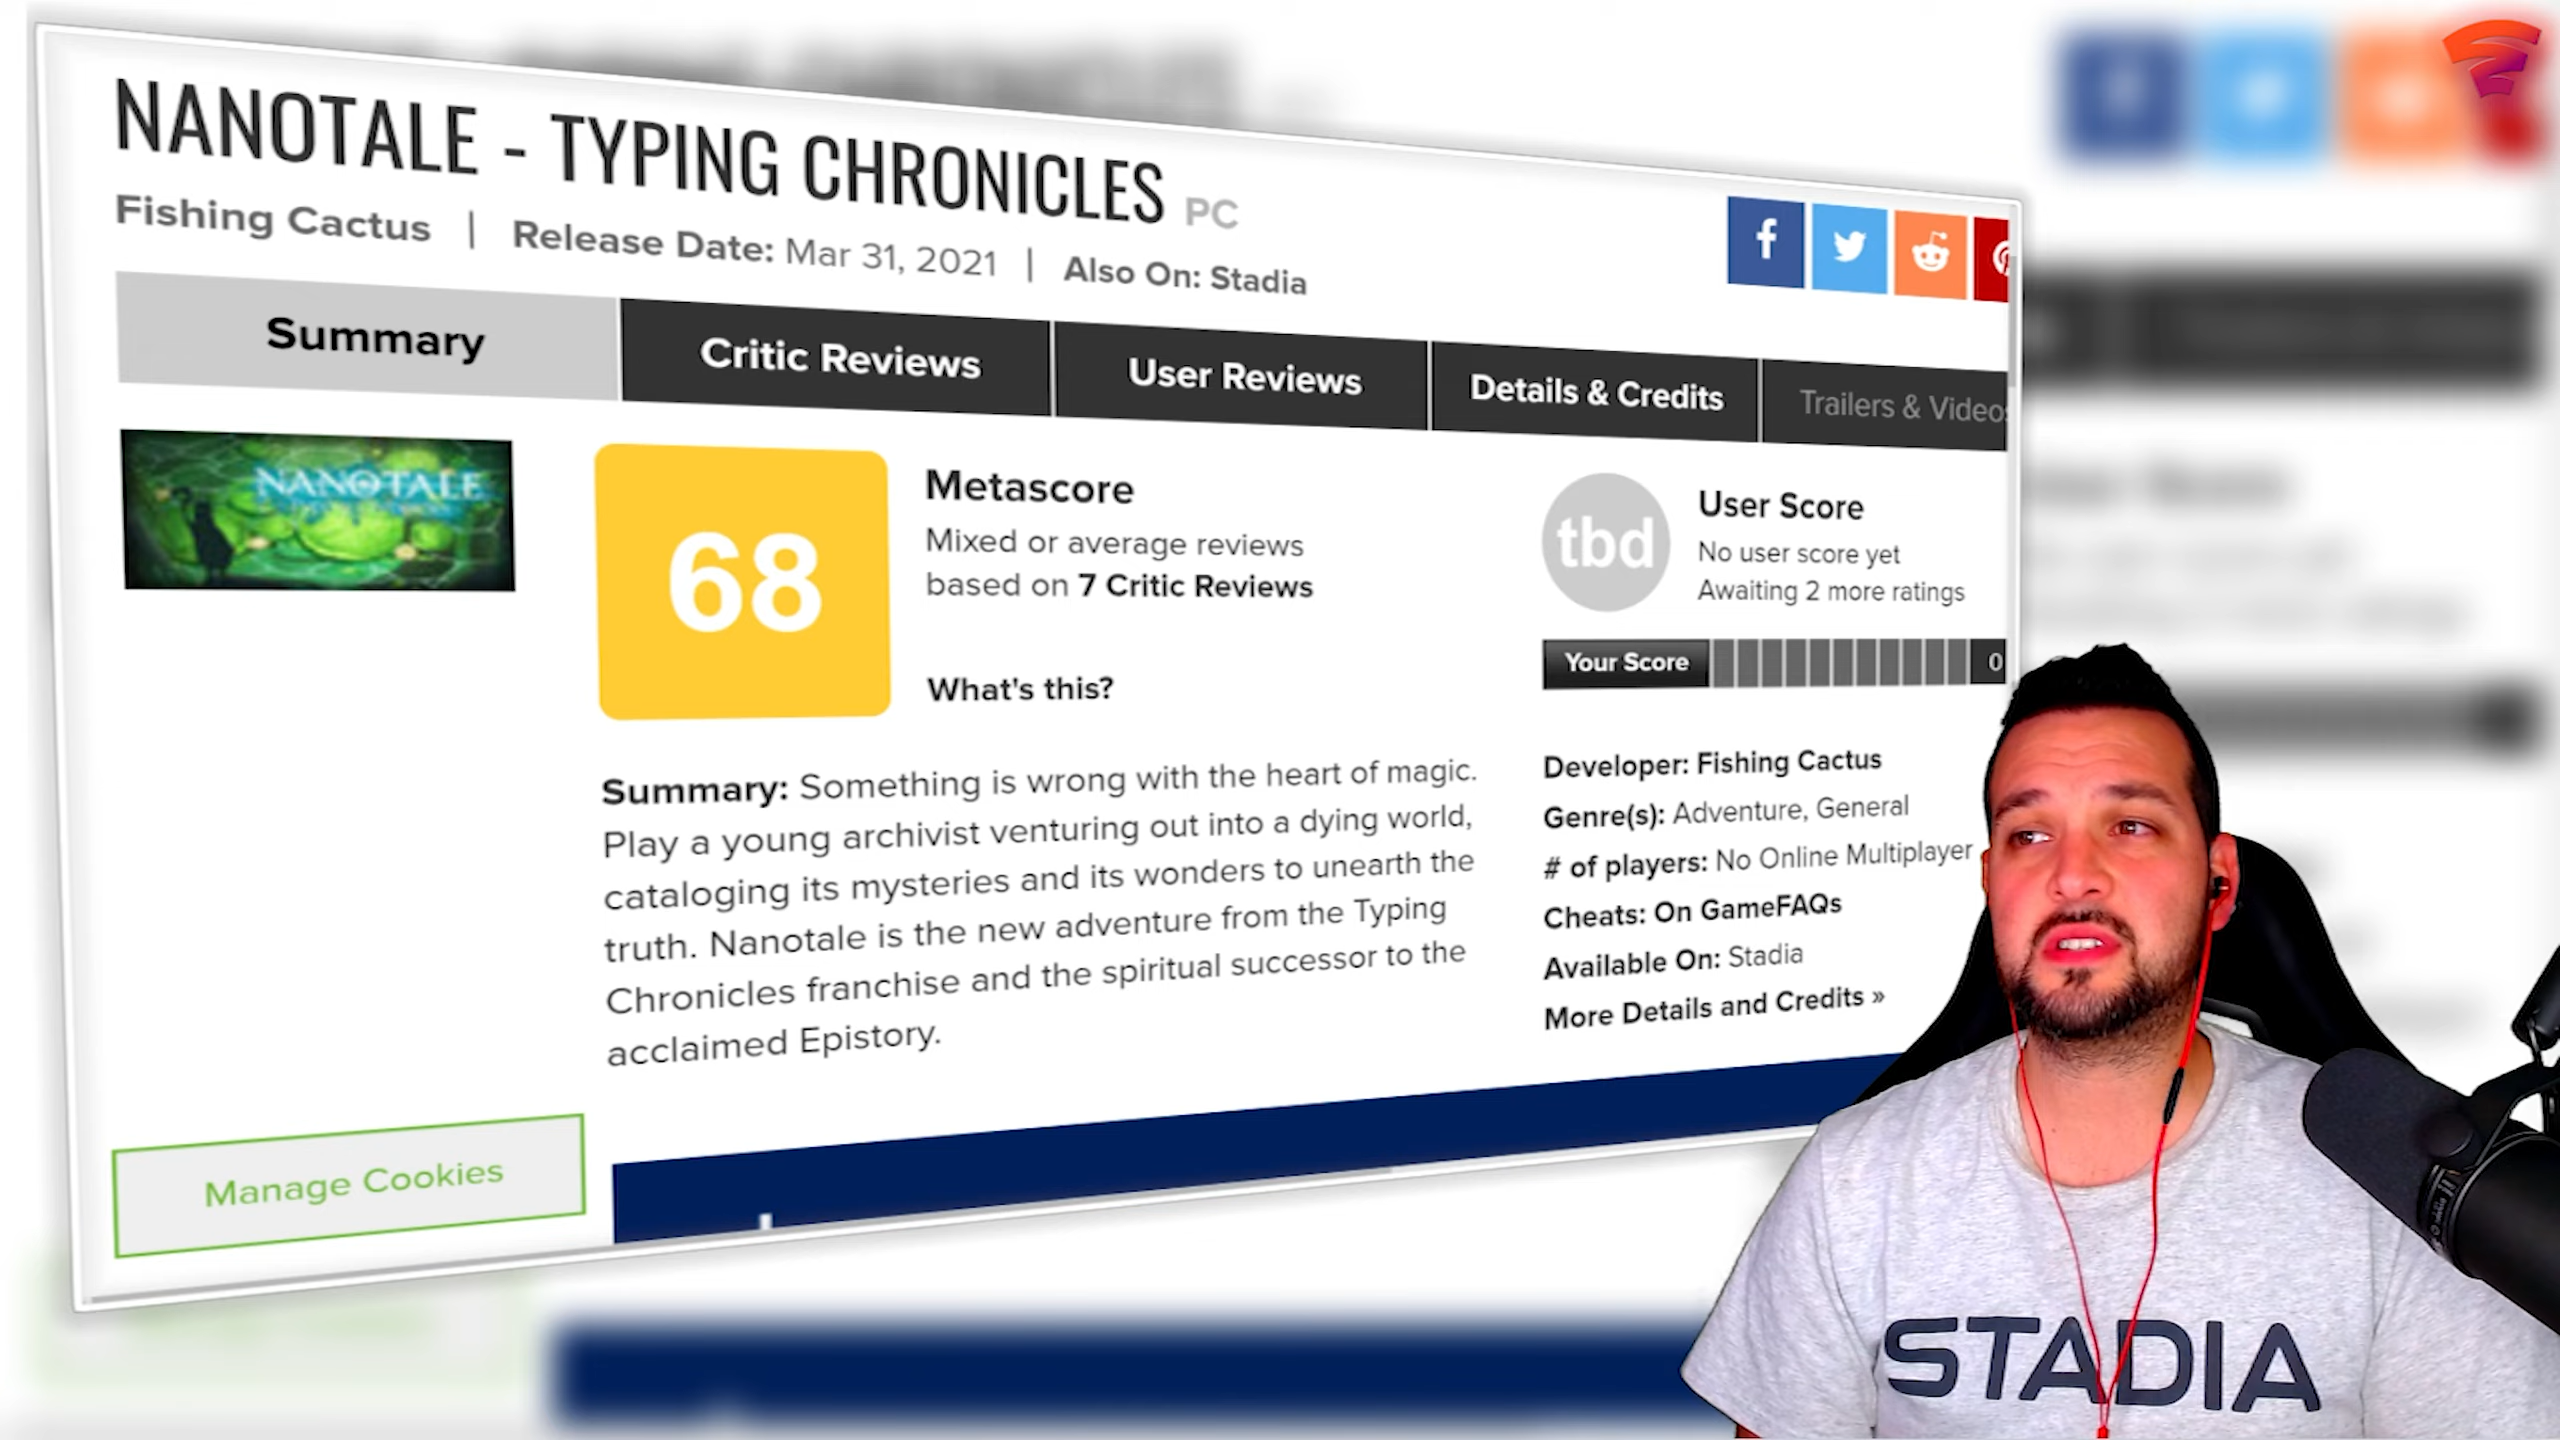 NANOTALE - TYPING CHRONICLES PC
Fishing Cactus | Release Date: Mar 31, 2021 | Also On: Stadia
Summary Critic Reviews User Reviews Details & Credits Trailers & Videos
NANOTALE
68
Metascore
Mixed or average reviews
based on 7 Critic Reviews
What's this?
tbd
User Score
No user score yet
Awaiting 2 more ratings
Your Score 0
Summary: Something is wrong with the heart of magic.
Play a young archivist venturing out into a dying world,
cataloging its mysteries and its wonders to unearth the
truth. Nanotale is the new adventure from the Typing
Chronicles franchise and the spiritual successor to the
acclaimed Epistory.
Developer: Fishing Cactus
Genre(s): Adventure, General
# of players: No Online Multiplayer
Cheats: On GameFAQs
Available On: Stadia
More Details and Credits »
Manage Cookies
STADIA